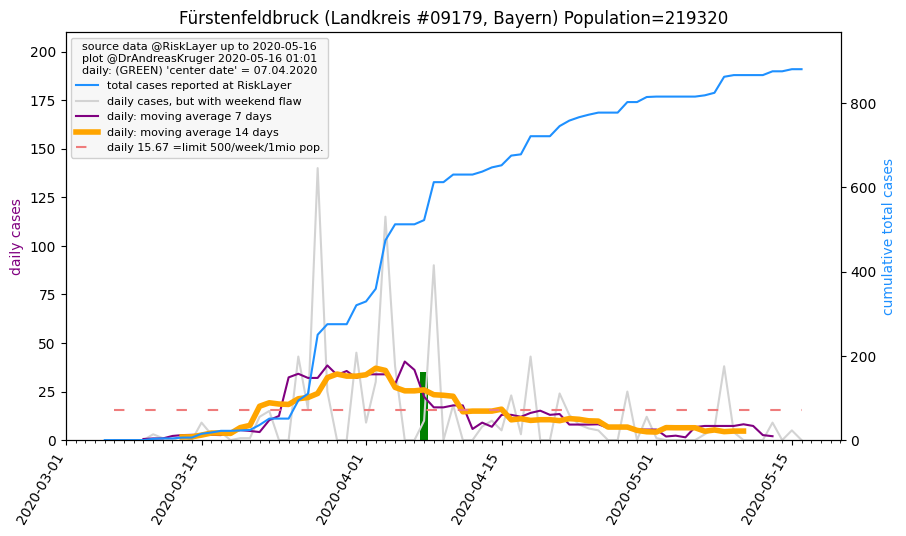 Fürstenfeldbruck (Landkreis #09179, Bayern) Population=219320
source data @RiskLayer up to 2020-05-16
plot @DrAndreasKruger 2020-05-16 01:01
daily: (GREEN) 'center date' = 07.04.2020
total cases reported at RiskLayer
daily cases, but with weekend flaw
daily: moving average 7 days
daily: moving average 14 days
daily 15.67 =limit 500/week/1mio pop.
daily cases
200
175
150
125
100
75
50
25
0
cumulative total cases
800
600
400
200
0
2020-03-01
2020-03-15
2020-04-01
2020-04-15
2020-05-01
2020-05-15